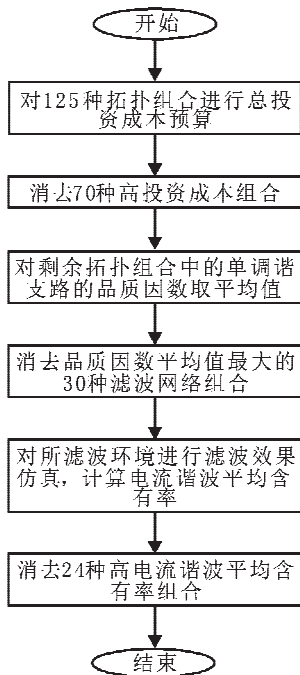 开始
对125种拓扑组合进行总投
资成本预算
消去70种高投资成本组合
对剩余拓扑组合中的单调谐
支路的品质因数取平均值
消去品质因数平均值最大的
30种滤波网络组合
对所滤波环境进行滤波效果
仿真，计算电流谐波平均含
有率
消去24种高电流谐波平均含
有率组合
结束